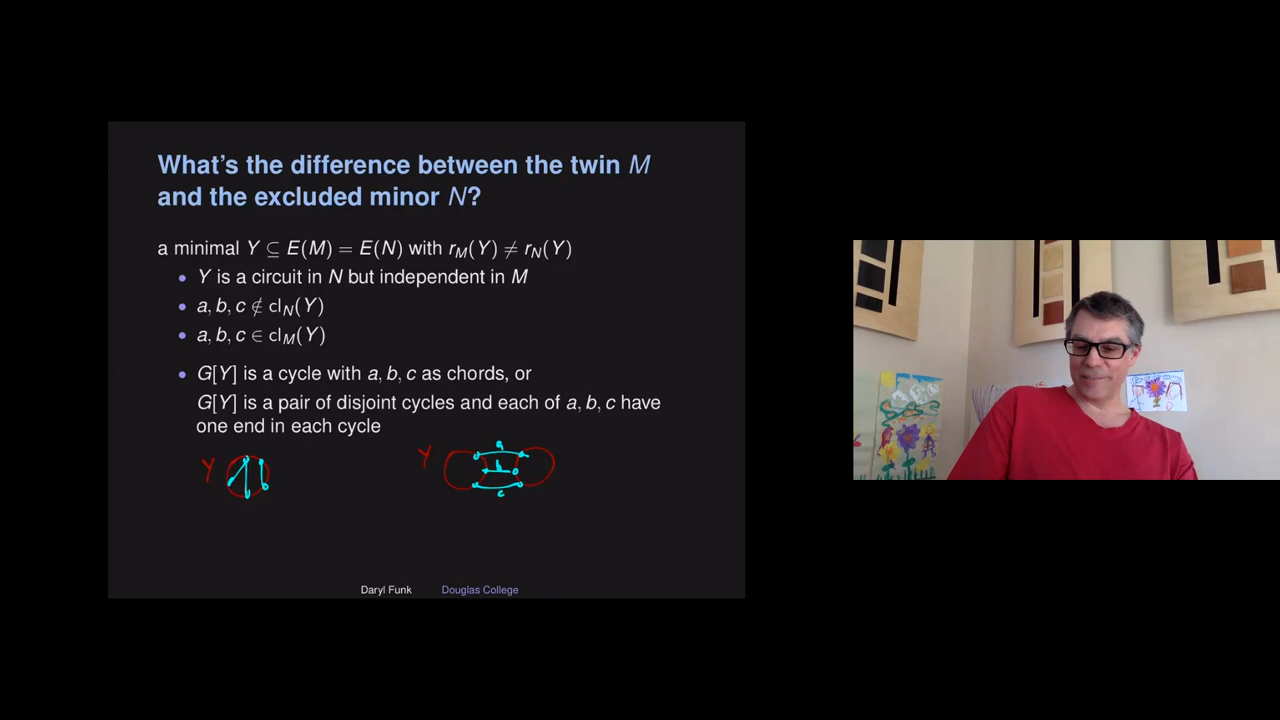 What's the difference between the twin M
and the excluded minor N?
a minimal Y ⊆ E(M) = E(N) with r_M(Y) ≠ r_N(Y)
• Y is a circuit in N but independent in M
• a, b, c ∉ cl_N(Y)
• a, b, c ∈ cl_M(Y)
• G[Y] is a cycle with a, b, c as chords, or
G[Y] is a pair of disjoint cycles and each of a, b, c have
one end in each cycle
Y
Y
a
b
c
Daryl Funk Douglas College